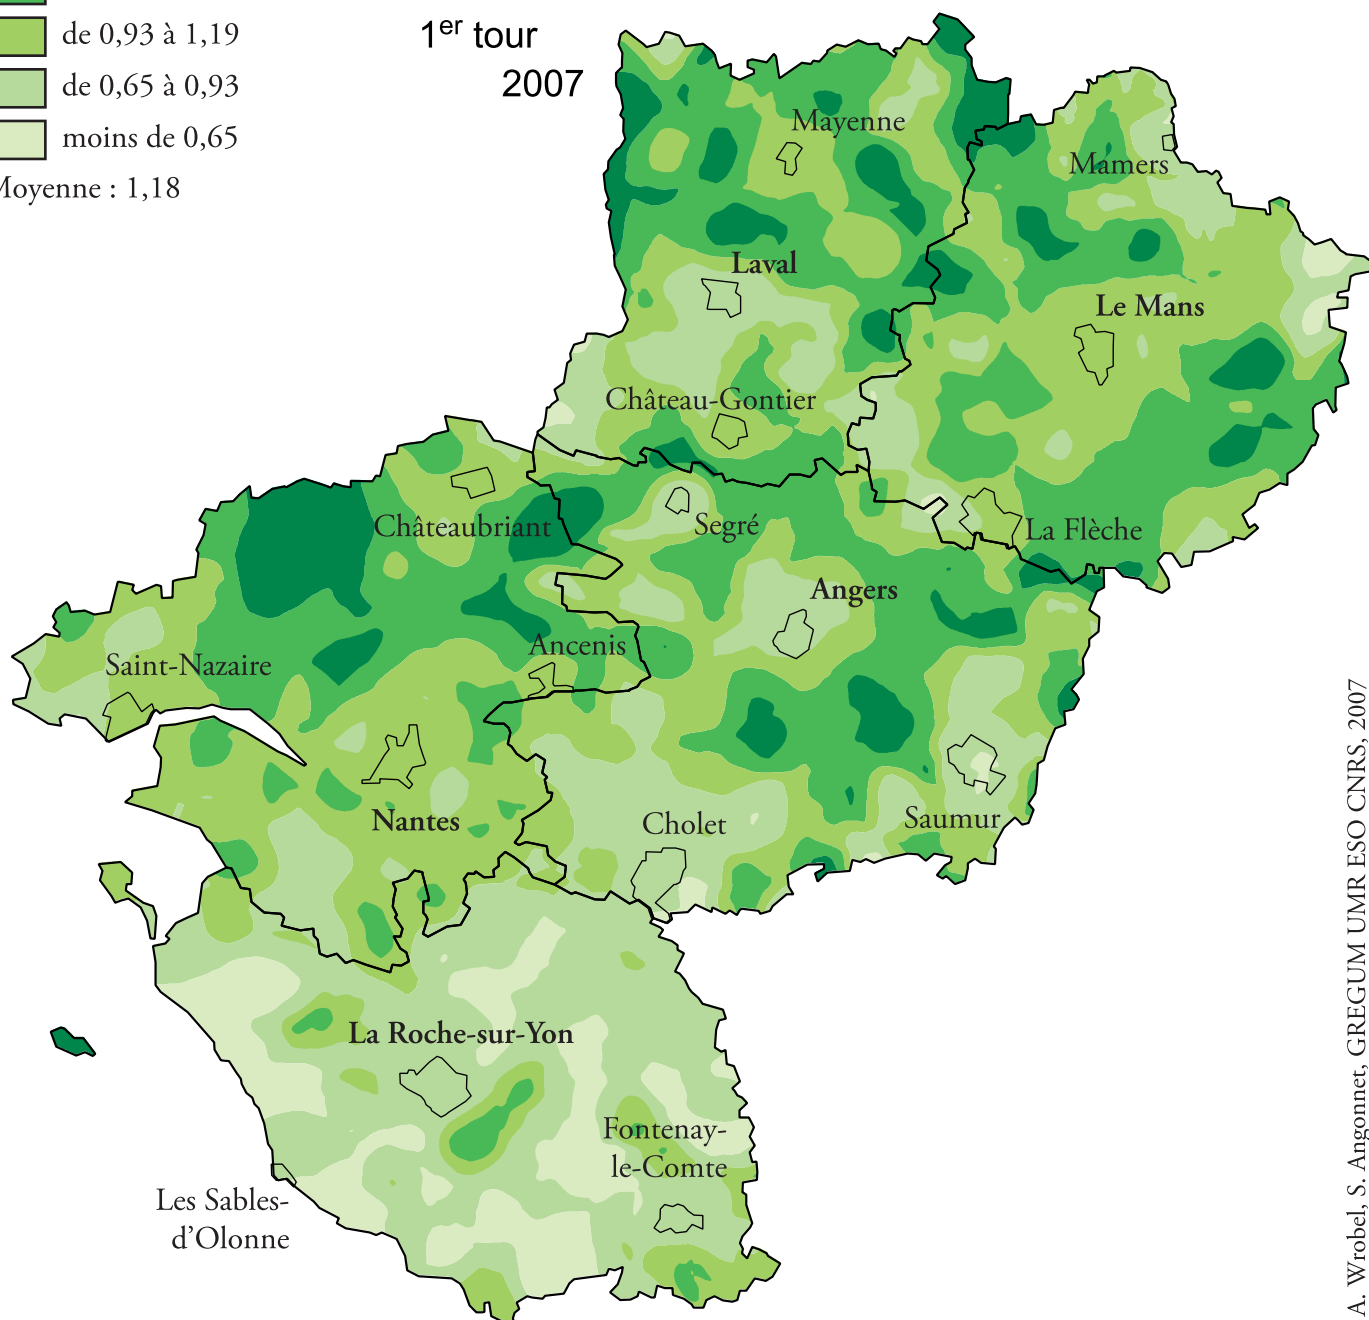 de 0,93 à 1,19
de 0,65 à 0,93
moins de 0,65
Moyenne : 1,18
1er tour
2007
Mayenne
Mamers
Laval
Le Mans
Château-Gontier
Châteaubriant
Segré
La Flèche
Angers
Ancenis
Saint-Nazaire
Nantes
Cholet
Saumur
La Roche-sur-Yon
Fontenay-
le-Comte
Les Sables-
d'Olonne
A. Wrobel, S. Angonnet, GREGUM UMR ESO CNRS, 2007